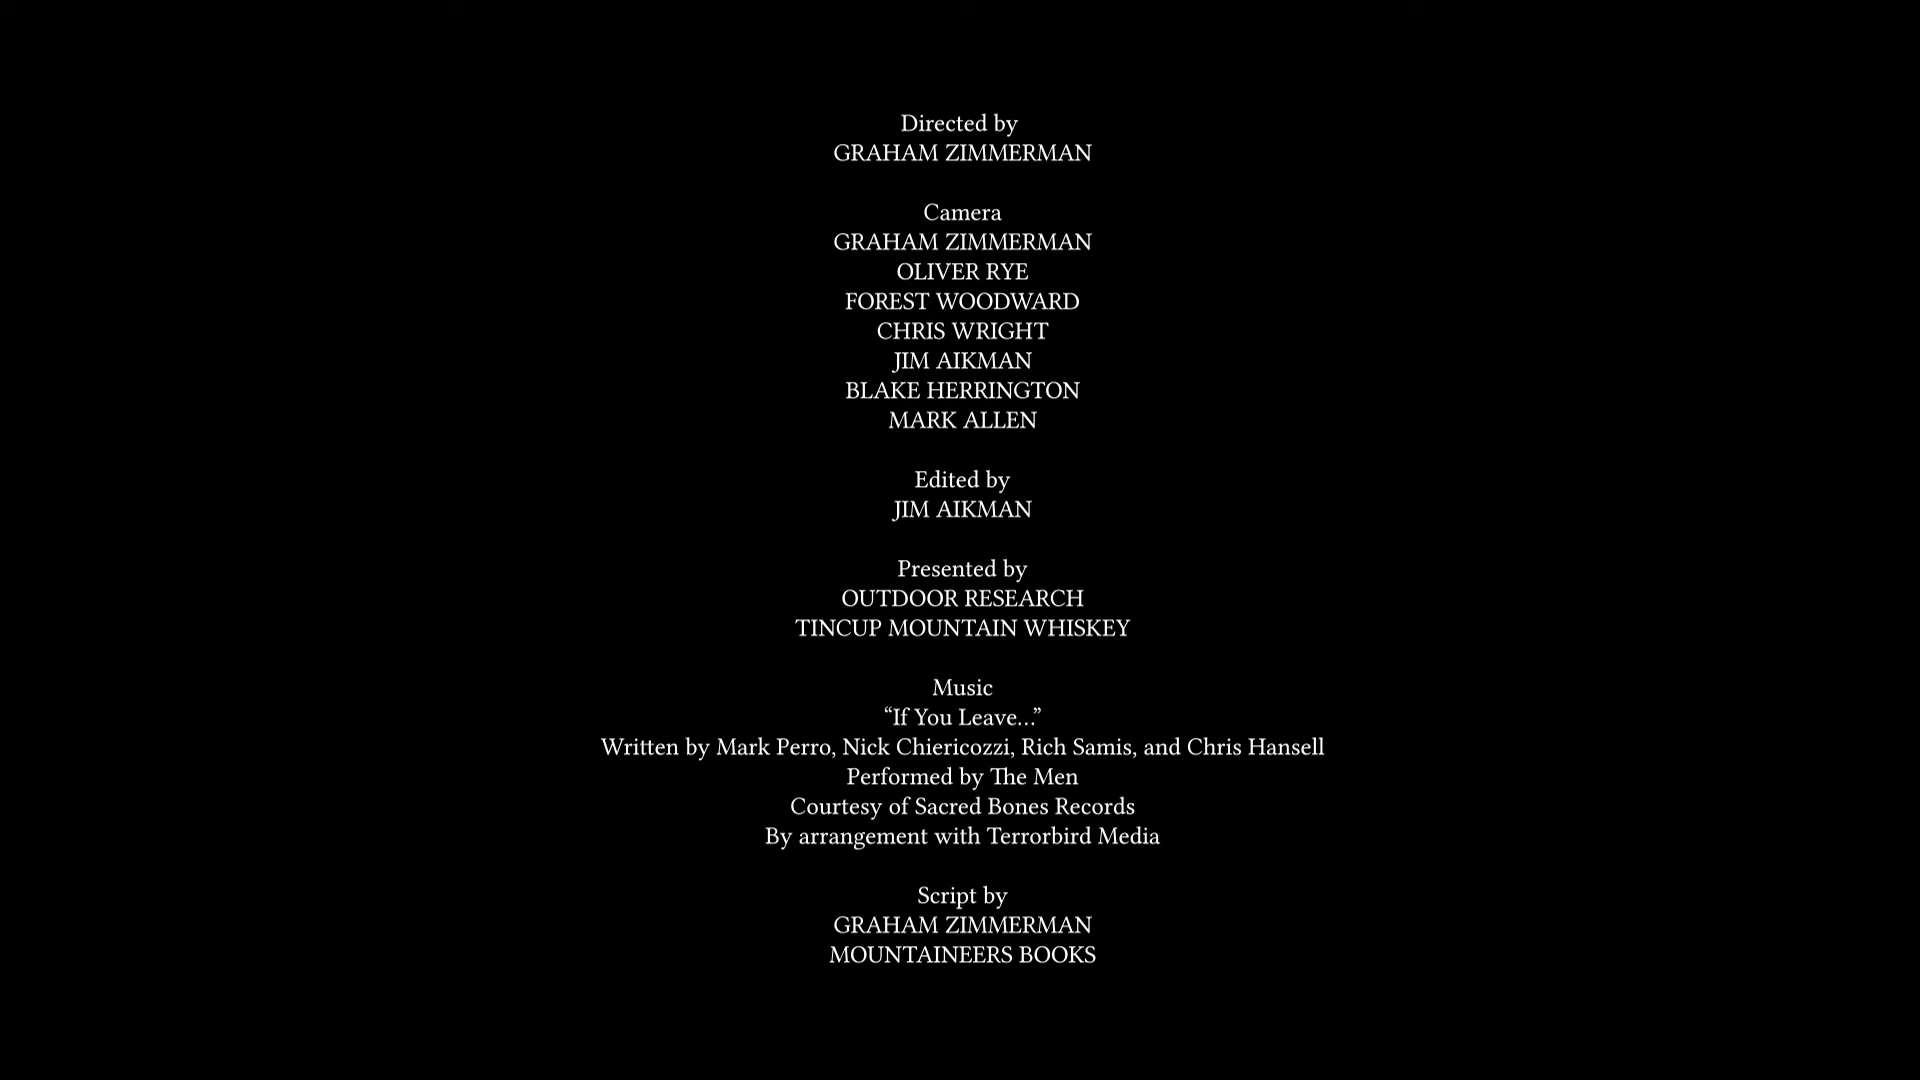 Directed by
GRAHAM ZIMMERMAN
Camera
GRAHAM ZIMMERMAN
OLIVER RYE
FOREST WOODWARD
CHRIS WRIGHT
JIM AIKMAN
BLAKE HERRINGTON
MARK ALLEN
Edited by
JIM AIKMAN
Presented by
OUTDOOR RESEARCH
TINCUP MOUNTAIN WHISKEY
Music
“If You Leave...”
Written by Mark Perro, Nick Chiericozzi, Rich Samis, and Chris Hansell
Performed by The Men
Courtesy of Sacred Bones Records
By arrangement with Terrorbird Media
Script by
GRAHAM ZIMMERMAN
MOUNTAINEERS BOOKS